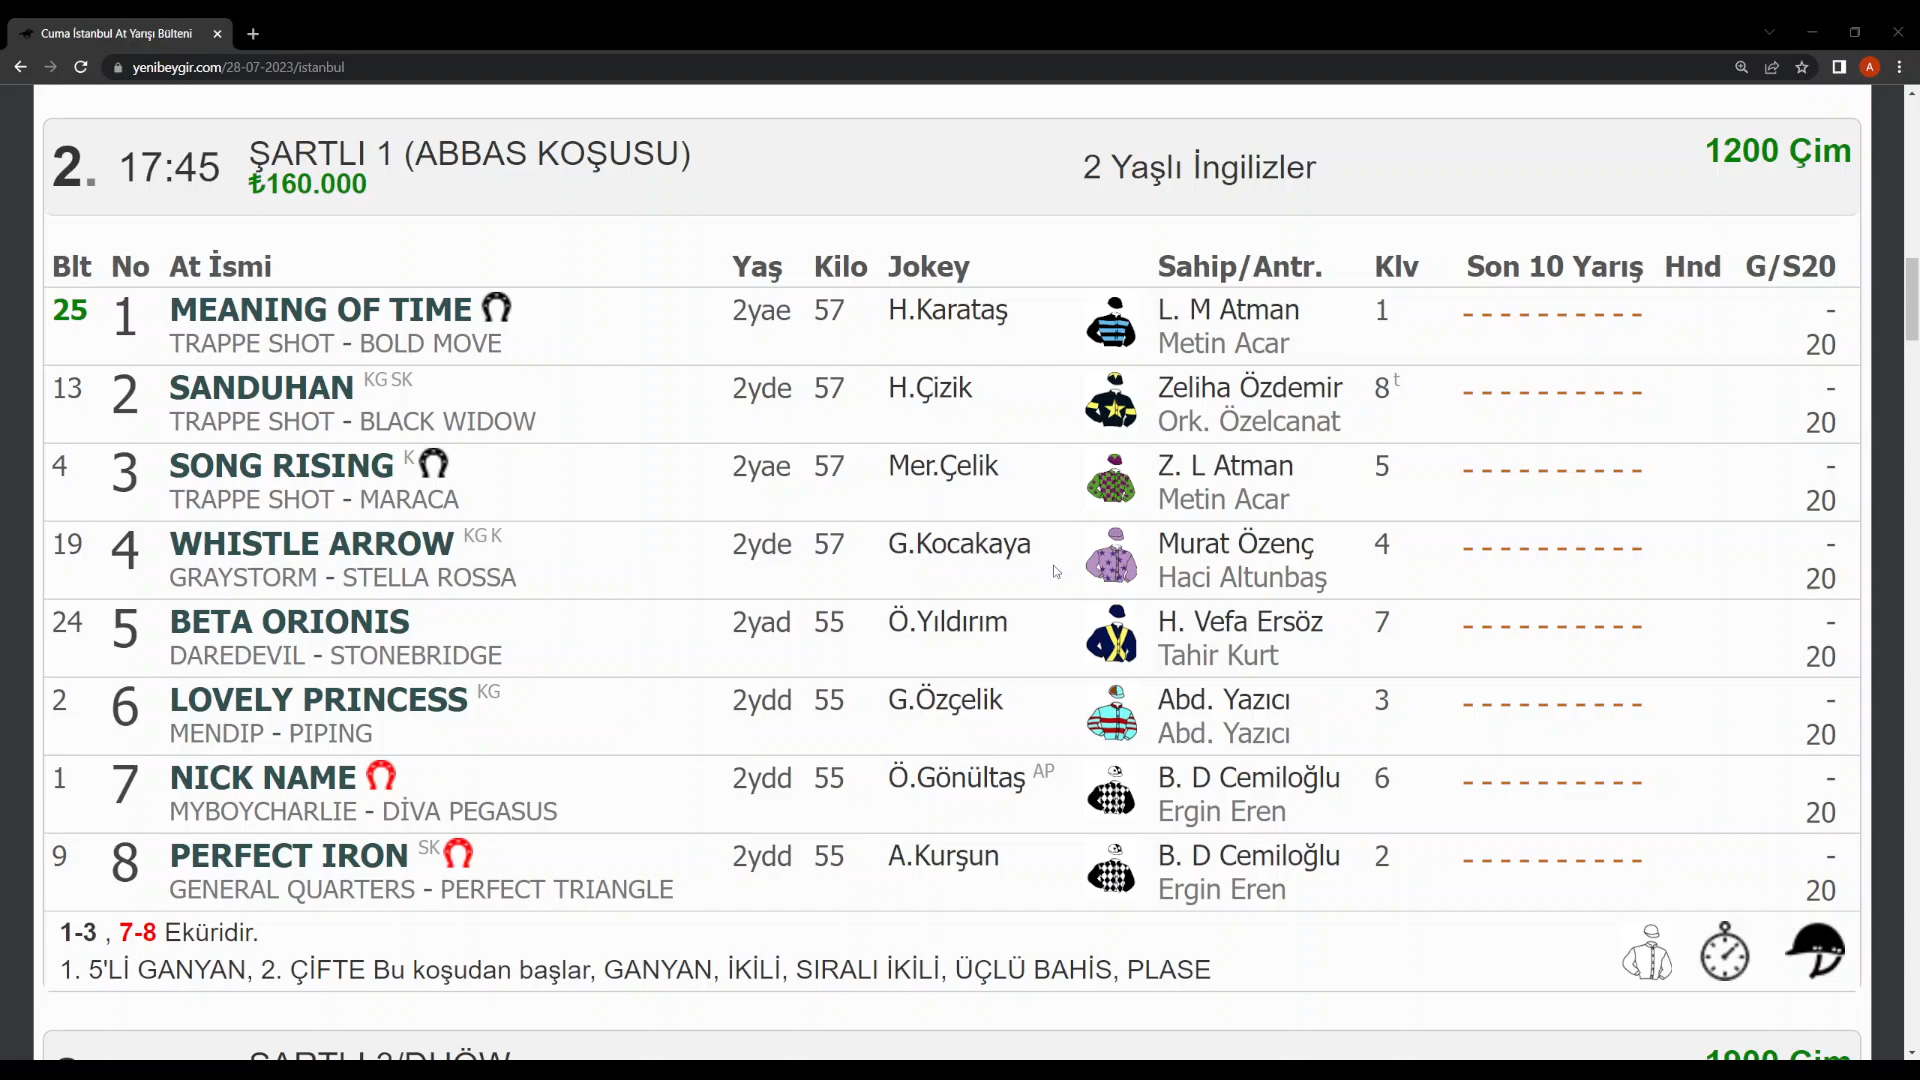 Cuma İstanbul At Yarışı Bülteni
yenibeygir.com/28-07-2023/istanbul
A
2. 17:45 ŞARTLI 1 (ABBAS KOŞUSU) 2 Yaşlı İngilizler 1200 Çim
₺160.000
Blt No At İsmi Yaş Kilo Jokey Sahip/Antr. Klv Son 10 Yarış Hnd G/S20
25 1 MEANING OF TIME 2yae 57 H.Karataş L. M Atman 1 - - - - - - - - - - -
TRAPPE SHOT - BOLD MOVE Metin Acar 20
13 2 SANDUHAN KG SK 2yde 57 H.Çizik Zeliha Özdemir 8 t - - - - - - - - - - -
TRAPPE SHOT - BLACK WIDOW Ork. Özelcanat 20
4 3 SONG RISING K 2yae 57 Mer.Çelik Z. L Atman 5 - - - - - - - - - - -
TRAPPE SHOT - MARACA Metin Acar 20
19 4 WHISTLE ARROW KG K 2yde 57 G.Kocakaya Murat Özenç 4 - - - - - - - - - - -
GRAYSTORM - STELLA ROSSA Haci Altunbaş 20
24 5 BETA ORIONIS 2yad 55 Ö.Yıldırım H. Vefa Ersöz 7 - - - - - - - - - - -
DAREDEVIL - STONEBRIDGE Tahir Kurt 20
2 6 LOVELY PRINCESS KG 2ydd 55 G.Özçelik Abd. Yazıcı 3 - - - - - - - - - - -
MENDIP - PIPING Abd. Yazıcı 20
1 7 NICK NAME 2ydd 55 Ö.Gönültaş AP B. D Cemiloğlu 6 - - - - - - - - - - -
MYBOYCHARLIE - DİVA PEGASUS Ergin Eren 20
9 8 PERFECT IRON SK 2ydd 55 A.Kurşun B. D Cemiloğlu 2 - - - - - - - - - - -
GENERAL QUARTERS - PERFECT TRIANGLE Ergin Eren 20
1-3 , 7-8 Eküridir.
1. 5'Lİ GANYAN, 2. ÇİFTE Bu koşudan başlar, GANYAN, İKİLİ, SIRALI İKİLİ, ÜÇLÜ BAHİS, PLASE
ŞARTLI 3/DHÖW 1900 Çim